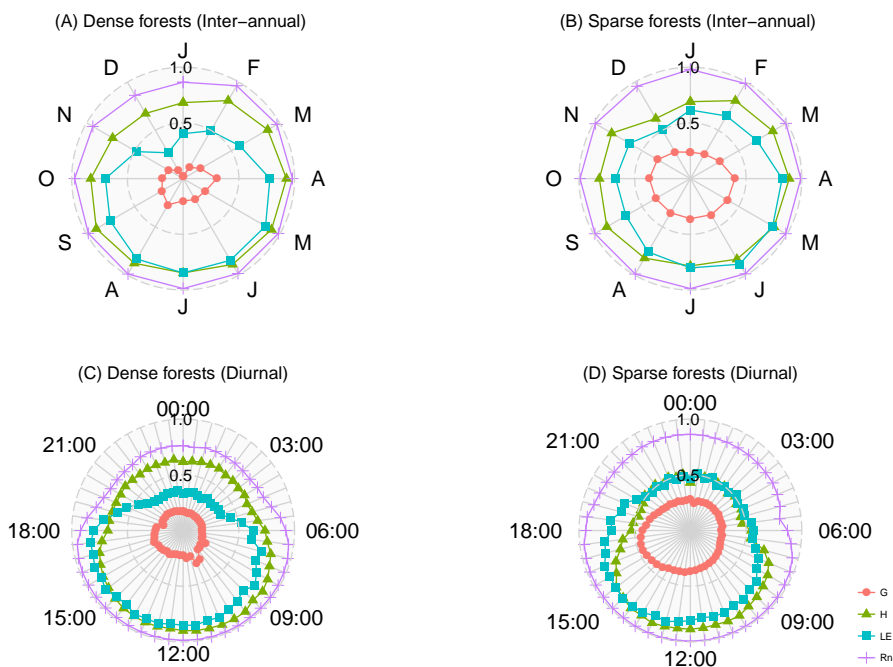 (A) Dense forests (Inter−annual)
J
F
M
A
M
J
J
A
S
O
N
D
1.0
0.5
(B) Sparse forests (Inter−annual)
J
F
M
A
M
J
J
A
S
O
N
D
1.0
0.5
(C) Dense forests (Diurnal)
00:00
03:00
06:00
09:00
12:00
15:00
18:00
21:00
1.0
0.5
(D) Sparse forests (Diurnal)
00:00
03:00
06:00
09:00
12:00
15:00
18:00
21:00
1.0
0.5
G
H
LE
Rn